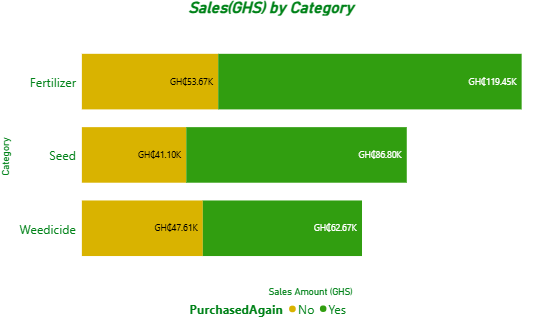 Sales(GHS) by Category
Fertilizer GH₵53.67K GH₵119.45K
Seed GH₵41.10K GH₵86.80K
Weedicide GH₵47.61K GH₵62.67K
Category
Sales Amount (GHS)
PurchasedAgain No Yes